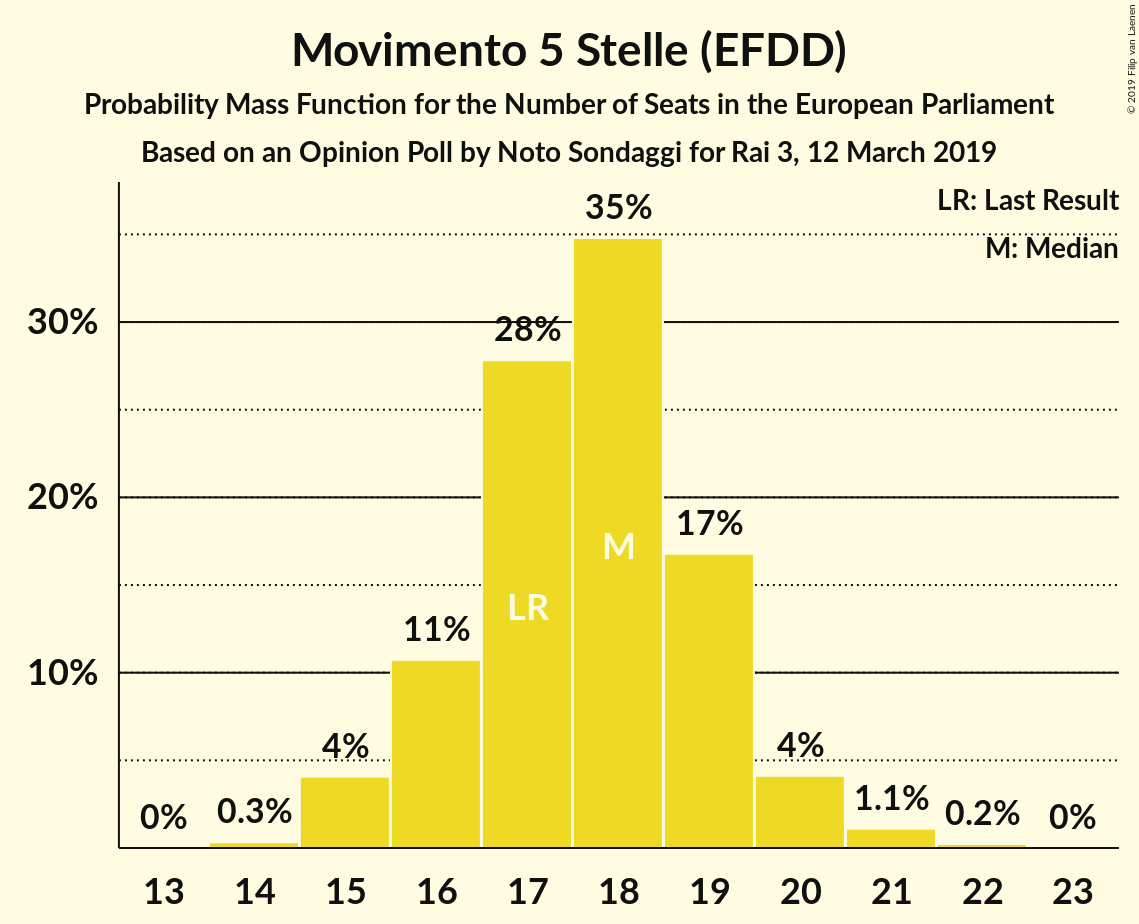 Movimento 5 Stelle (EFDD)
Probability Mass Function for the Number of Seats in the European Parliament
Based on an Opinion Poll by Noto Sondaggi for Rai 3, 12 March 2019
© 2019 Filip van Laenen
LR: Last Result
M: Median
30%
20%
10%
0%
0.3%
4%
11%
28%
35%
17%
4%
1.1%
0.2%
0%
LR
M
13 14 15 16 17 18 19 20 21 22 23